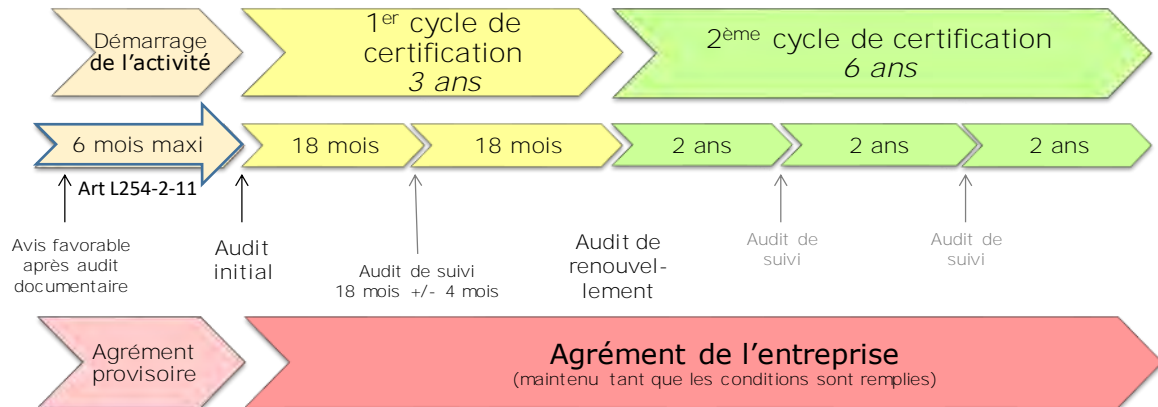 Démarrage
de l’activité
1er cycle de
certification
3 ans
2ème cycle de certification
6 ans
6 mois maxi
18 mois
18 mois
2 ans
2 ans
2 ans
Art L254-2-11
Avis favorable
après audit
documentaire
Audit
initial
Audit de suivi
18 mois +/- 4 mois
Audit de
renouvel-
lement
Audit de
suivi
Audit de
suivi
Agrément
provisoire
Agrément de l’entreprise
(maintenu tant que les conditions sont remplies)